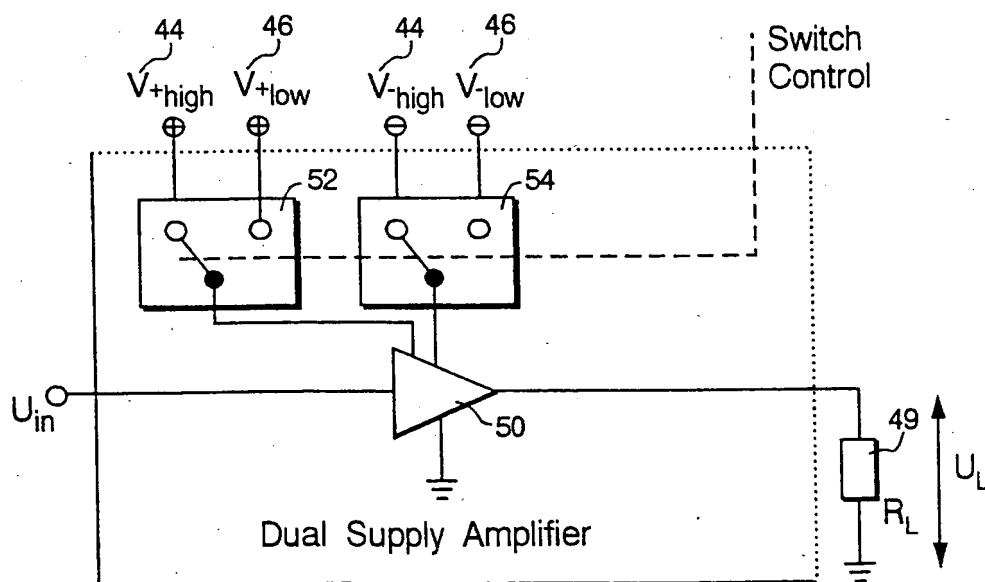 44 46 44 46
V+high V+low V-high V-low
Switch
Control
52 54
Uin
50
49
RL
UL
Dual Supply Amplifier